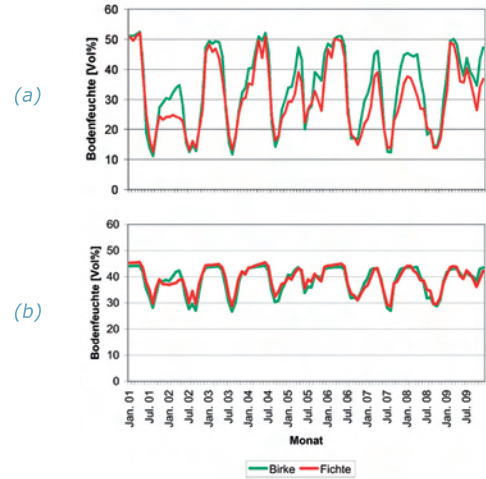 (a)
Bodenfeuchte [Vol%]
60
50
40
30
20
10
0
(b)
Bodenfeuchte [Vol%]
60
50
40
30
20
10
0
Jan. 01
Jul. 01
Jan. 02
Jul. 02
Jan. 03
Jul. 03
Jan. 04
Jul. 04
Jan. 05
Jul. 05
Jan. 06
Jul. 06
Jan. 07
Jul. 07
Jan. 08
Jul. 08
Jan. 09
Jul. 09
Monat
Birke
Fichte